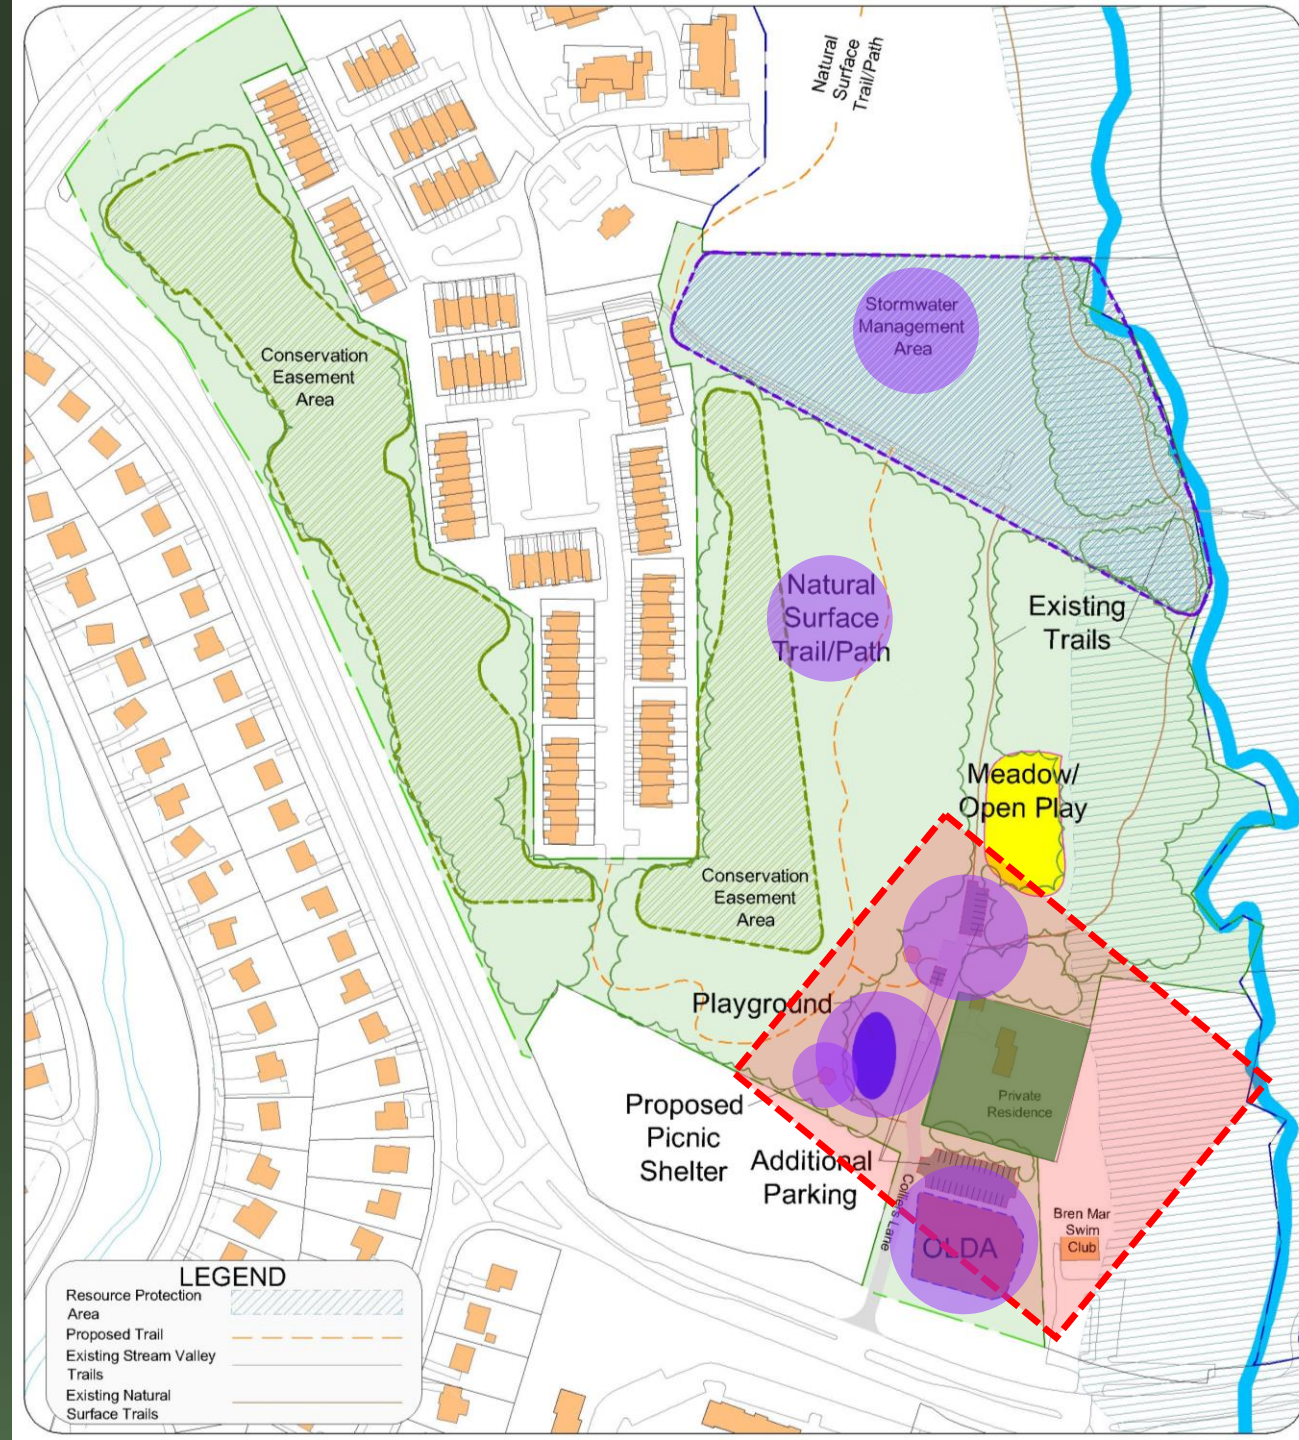 Natural
Surface
Trail/Path
Stormwater
Management
Area
Conservation
Easement
Area
Natural
Surface
Trail/Path
Existing
Trails
Meadow/
Open Play
Conservation
Easement
Area
Playground
Private
Residence
Proposed
Picnic
Shelter
Additional
Parking
Colliers Lane
OLDA
Bren Mar
Swim
Club
LEGEND
Resource Protection
Area
Proposed Trail
Existing Stream Valley
Trails
Existing Natural
Surface Trails